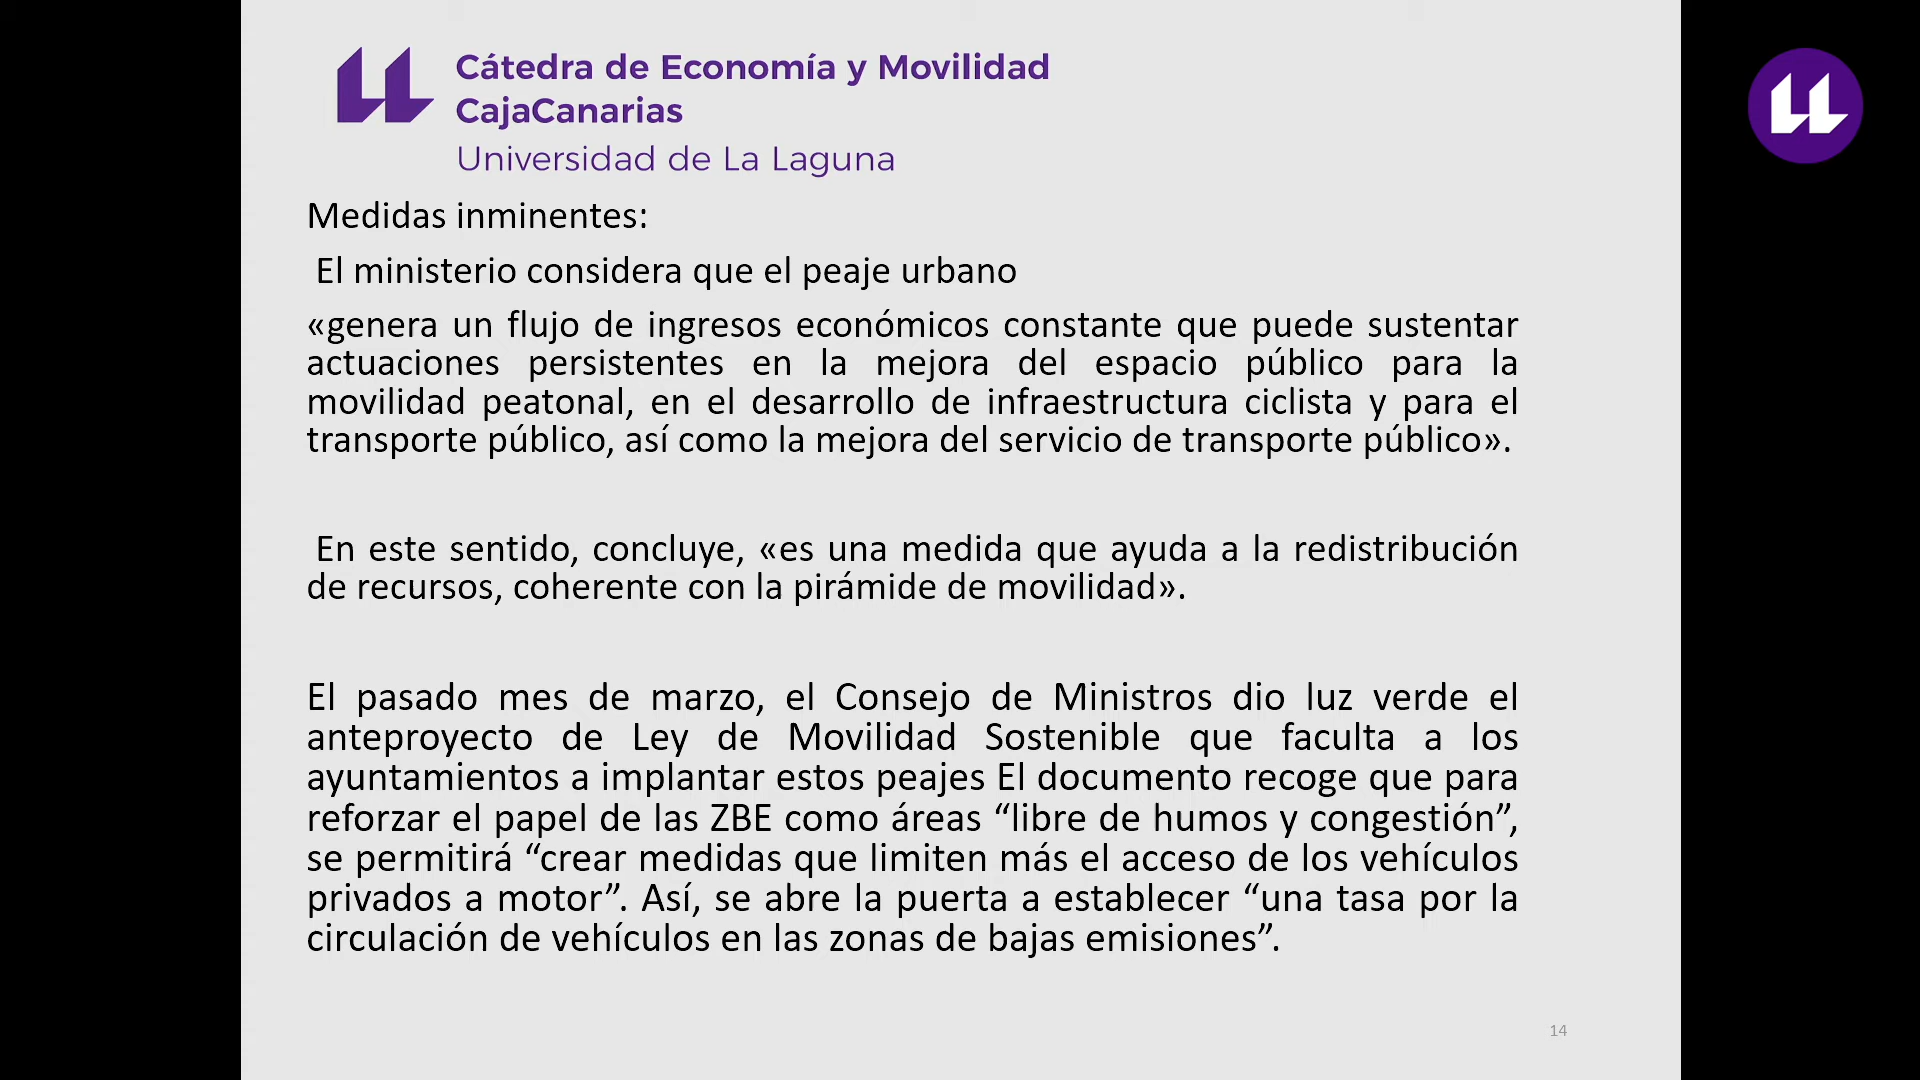 Cátedra de Economía y Movilidad
CajaCanarias
Universidad de La Laguna
Medidas inminentes:
El ministerio considera que el peaje urbano
«genera un flujo de ingresos económicos constante que puede sustentar
actuaciones persistentes en la mejora del espacio público para la
movilidad peatonal, en el desarrollo de infraestructura ciclista y para el
transporte público, así como la mejora del servicio de transporte público».
En este sentido, concluye, «es una medida que ayuda a la redistribución
de recursos, coherente con la pirámide de movilidad».
El pasado mes de marzo, el Consejo de Ministros dio luz verde el
anteproyecto de Ley de Movilidad Sostenible que faculta a los
ayuntamientos a implantar estos peajes El documento recoge que para
reforzar el papel de las ZBE como áreas “libre de humos y congestión”,
se permitirá “crear medidas que limiten más el acceso de los vehículos
privados a motor”. Así, se abre la puerta a establecer “una tasa por la
circulación de vehículos en las zonas de bajas emisiones”.
14